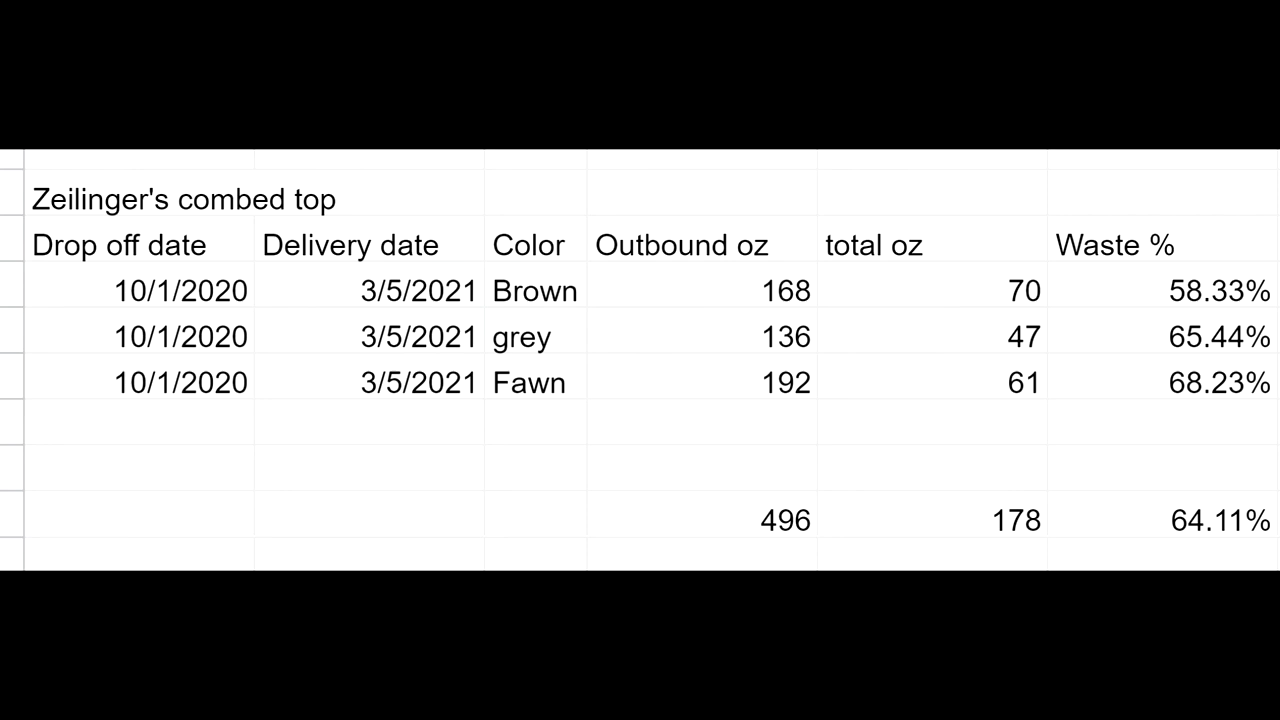 Zeilinger's combed top
Drop off date Delivery date Color Outbound oz total oz Waste %
10/1/2020 3/5/2021 Brown 168 70 58.33%
10/1/2020 3/5/2021 grey 136 47 65.44%
10/1/2020 3/5/2021 Fawn 192 61 68.23%
496 178 64.11%